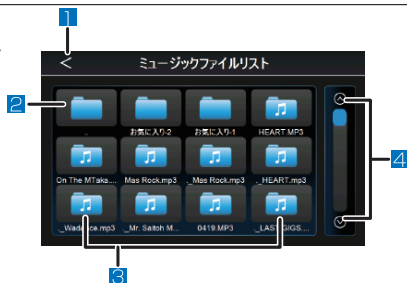 1
< ミュージックファイルリスト
2
.. お気に入り-2 お気に入り-1 HEART.MP3
4
On The MTaks.... Mas Rock.mp3 ._Mas Rock.mp3 ._HEART.mp3
._Wadance.mp3 ._Mr. Saitoh M... 0419.MP3 ._LAST GIGS....
3